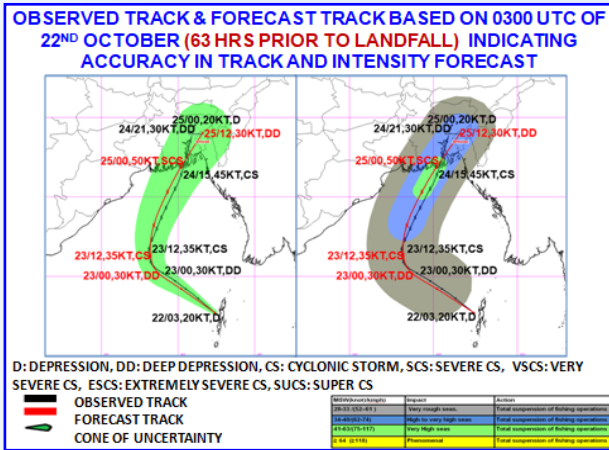 OBSERVED TRACK & FORECAST TRACK BASED ON 0300 UTC OF
22ND OCTOBER (63 HRS PRIOR TO LANDFALL) INDICATING
ACCURACY IN TRACK AND INTENSITY FORECAST
25/00,20KT,D
24/21,30KT,DD
25/12,30KT,DD
25/00,50KT,SCS
24/15,45KT,CS
23/12,35KT,CS
23/12,35KT,CS
23/00,30KT,DD
23/00,30KT,DD
22/03,20KT,D
25/00,20KT,D
24/21,30KT,DD
25/12,30KT,DD
25/00,50KT,SCS
24/15,45KT,CS
23/12,35KT,CS
23/12,35KT,CS
23/00,30KT,DD
23/00,30KT,DD
22/03,20KT,D
D: DEPRESSION, DD: DEEP DEPRESSION, CS: CYCLONIC STORM, SCS: SEVERE CS, VSCS: VERY
SEVERE CS, ESCS: EXTREMELY SEVERE CS, SUCS: SUPER CS
OBSERVED TRACK
FORECAST TRACK
CONE OF UNCERTAINTY
Impact Action
Very rough seas. Total suspension of fishing operations
High to very high seas Total suspension of fishing operations
Very High seas Total suspension of fishing operations
Phenomenal Total suspension of fishing operations